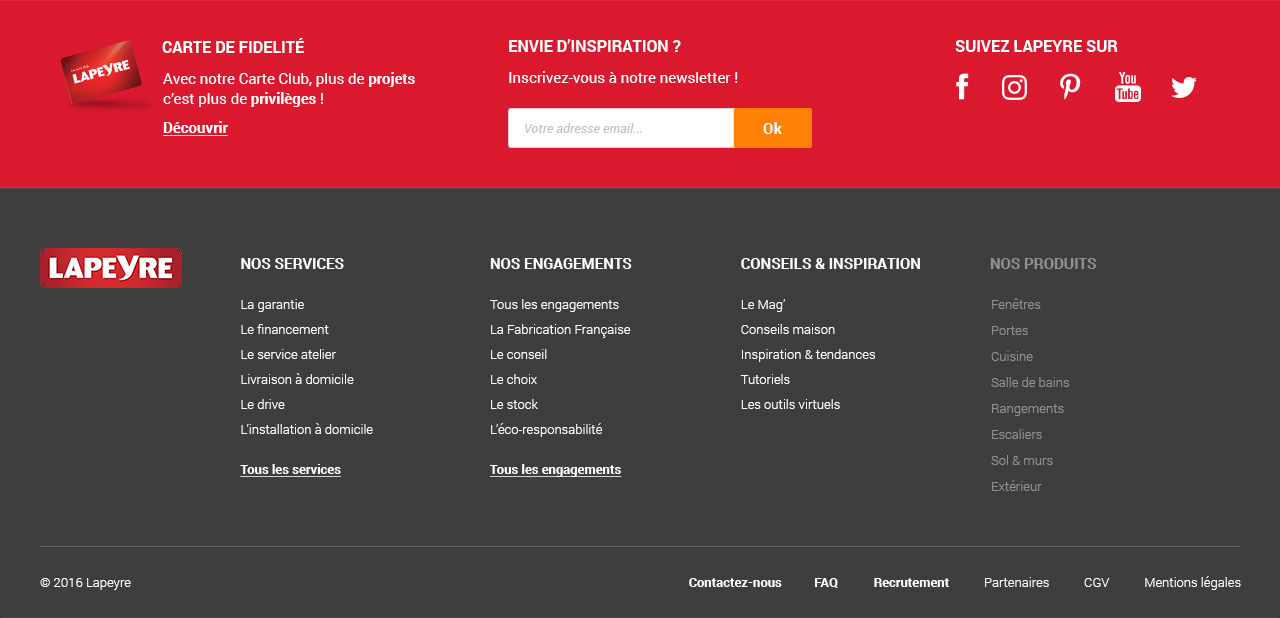 LAPEYRE
CARTE DE FIDELITÉ
Avec notre Carte Club, plus de projets
c’est plus de privilèges !
Découvrir
ENVIE D’INSPIRATION ?
Inscrivez-vous à notre newsletter !
Votre adresse email...
Ok
SUIVEZ LAPEYRE SUR
You
Tube
LAPEYRE
NOS SERVICES
La garantie
Le financement
Le service atelier
Livraison à domicile
Le drive
L’installation à domicile
Tous les services
NOS ENGAGEMENTS
Tous les engagements
La Fabrication Française
Le conseil
Le choix
Le stock
L’éco-responsabilité
Tous les engagements
CONSEILS & INSPIRATION
Le Mag’
Conseils maison
Inspiration & tendances
Tutoriels
Les outils virtuels
NOS PRODUITS
Fenêtres
Portes
Cuisine
Salle de bains
Rangements
Escaliers
Sol & murs
Extérieur
© 2016 Lapeyre
Contactez-nous
FAQ
Recrutement
Partenaires
CGV
Mentions légales